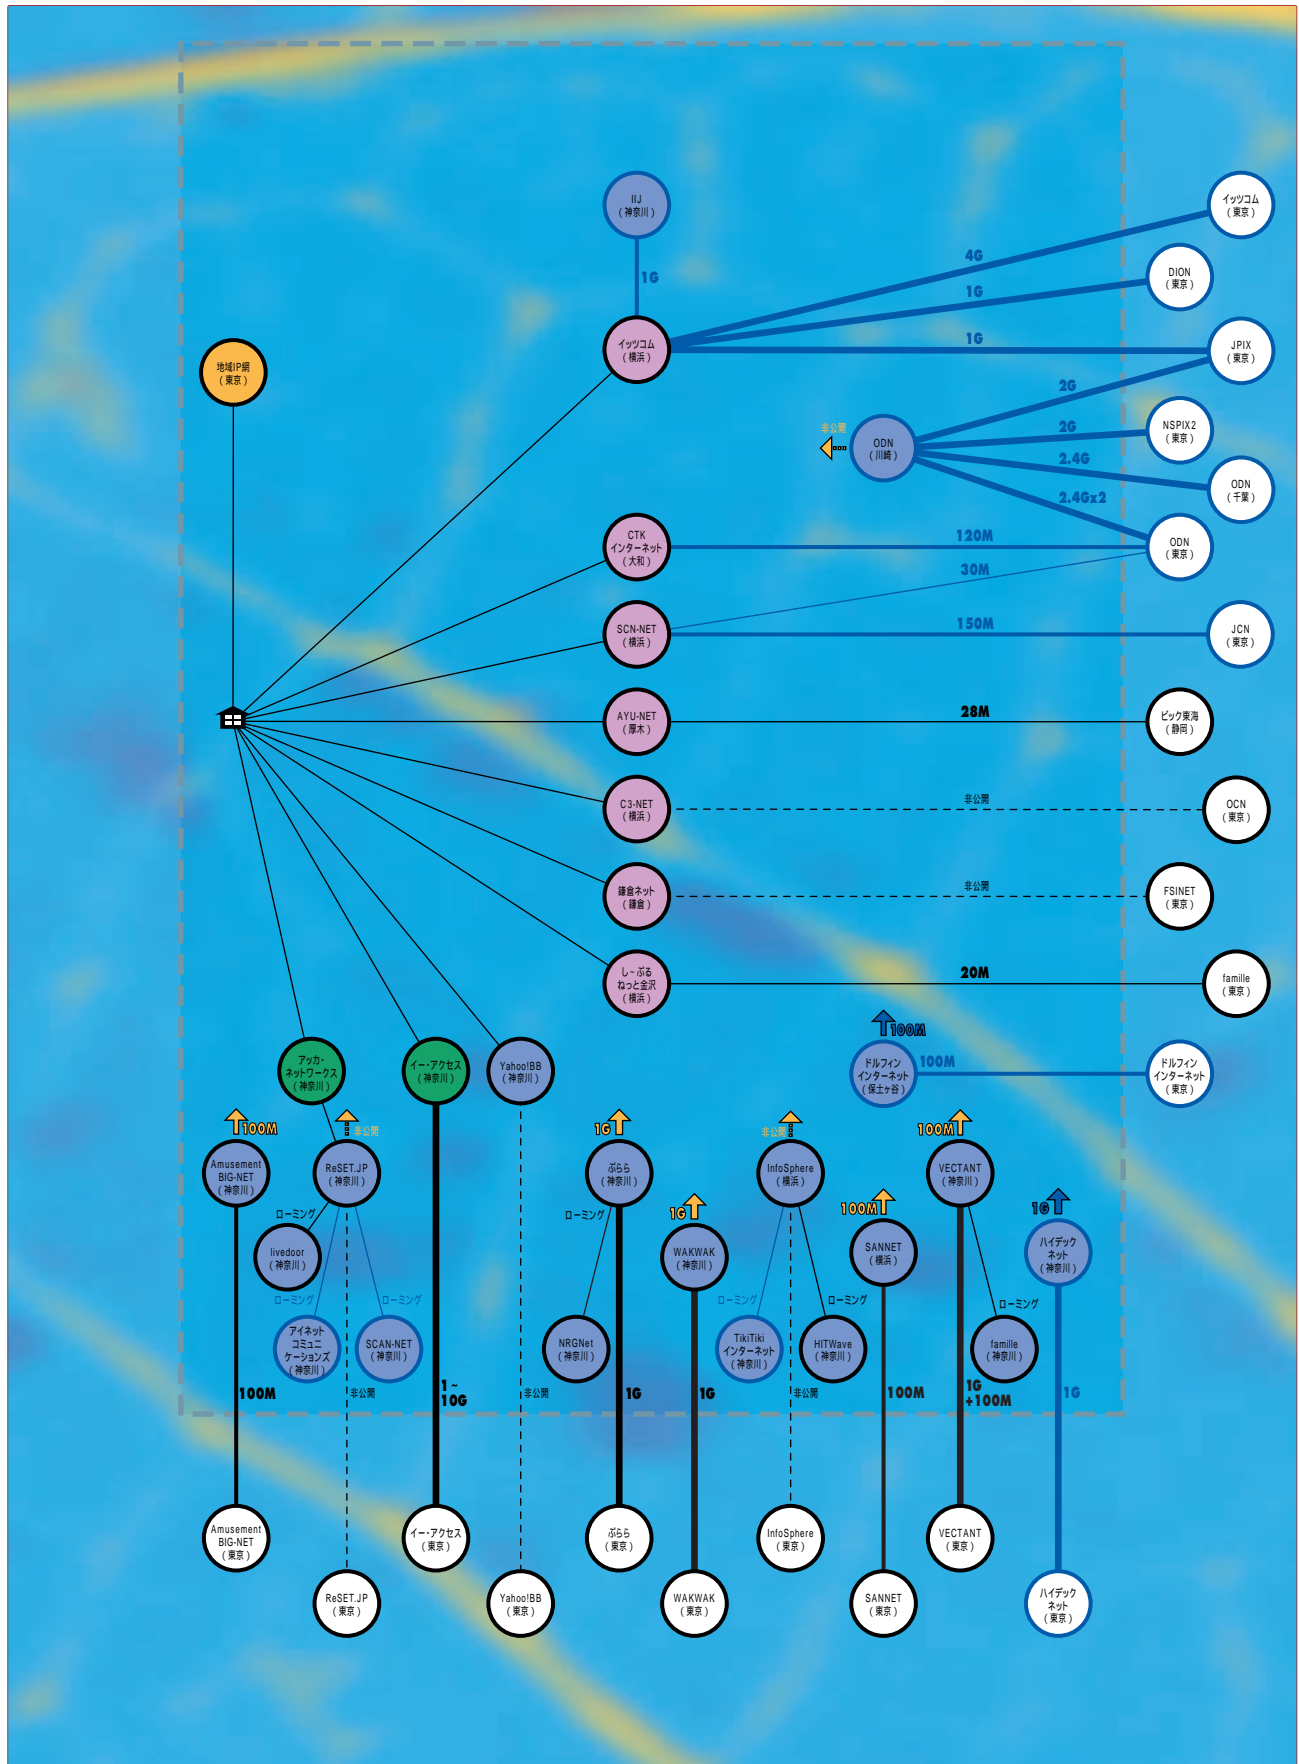 IIJ
(神奈川)
イッツコム
(東京)
4G
DION
(東京)
1G
1G
イッツコム
(横浜)
1G
JPIX
(東京)
地域IP網
(東京)
2G
非公開
ODN
(川崎)
2G
NSPIX2
(東京)
2.4G
ODN
(千葉)
2.4Gx2
CTK
インターネット
(大和)
120M
ODN
(東京)
30M
SCN-NET
(横浜)
150M
JCN
(東京)
AYU-NET
(厚木)
28M
ビック東海
(静岡)
C3-NET
(横浜)
非公開
OCN
(東京)
鎌倉ネット
(鎌倉)
非公開
FSINET
(東京)
し～ぷる
ねっと金沢
(横浜)
20M
famille
(東京)
100M
アッカ・
ネットワークス
(神奈川)
イー・アクセス
(神奈川)
Yahoo!BB
(神奈川)
ドルフィン
インターネット
(保土ヶ谷)
100M
ドルフィン
インターネット
(東京)
100M
非公開
1G
非公開
100M
Amusement
BIG-NET
(神奈川)
ReSET.JP
(神奈川)
ぷらら
(神奈川)
InfoSphere
(横浜)
VECTANT
(神奈川)
1G
100M
1G
ローミング
livedoor
(神奈川)
ローミング
WAKWAK
(神奈川)
SANNET
(横浜)
ハイデック
ネット
(神奈川)
ローミング
ローミング
ローミング
ローミング
ローミング
アイネット
コミュニ
ケーションズ
(神奈川)
SCAN-NET
(神奈川)
NRGNet
(神奈川)
TikiTiki
インターネット
(神奈川)
HITWave
(神奈川)
famille
(神奈川)
100M
非公開
1～
10G
非公開
1G
1G
非公開
100M
1G
+100M
1G
Amusement
BIG-NET
(東京)
イー・アクセス
(東京)
ぷらら
(東京)
InfoSphere
(東京)
VECTANT
(東京)
ReSET.JP
(東京)
Yahoo!BB
(東京)
WAKWAK
(東京)
SANNET
(東京)
ハイデック
ネット
(東京)